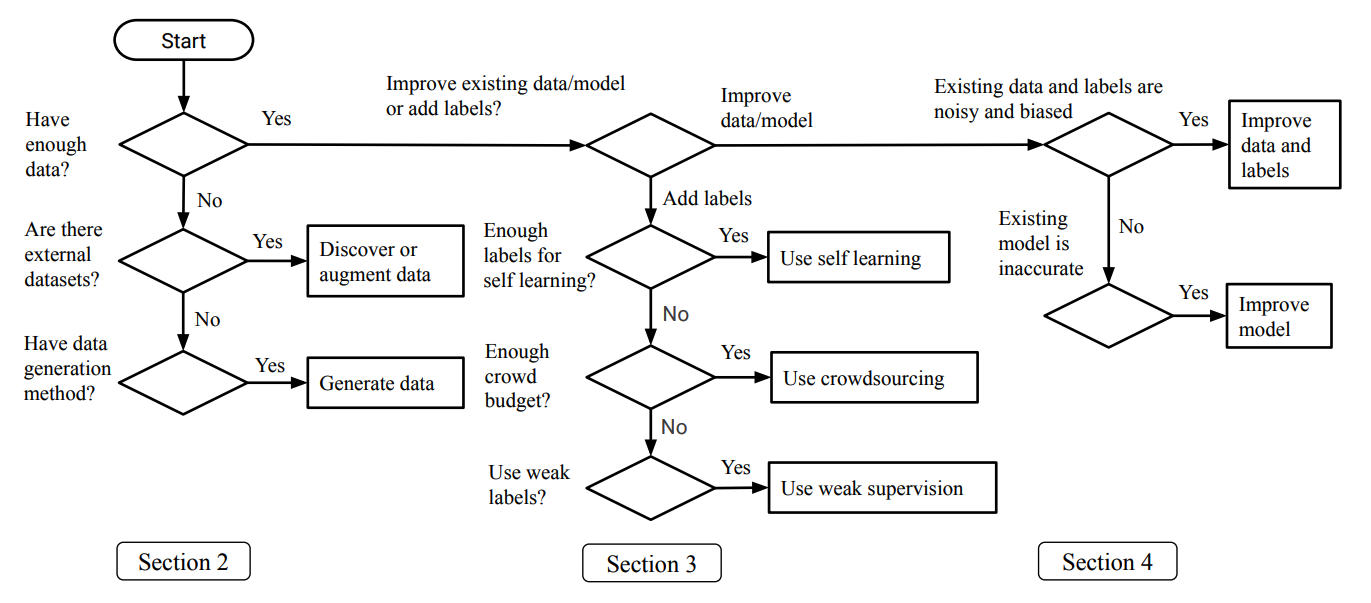 Start
Have
enough
data?
Yes
Improve existing data/model
or add labels?
Improve
data/model
Existing data and labels are
noisy and biased
Yes
Improve
data and
labels
No
Are there
external
datasets?
Yes
Discover or
augment data
No
Have data
generation
method?
Yes
Generate data
Add labels
Enough
labels for
self learning?
Yes
Use self learning
No
Enough
crowd
budget?
Yes
Use crowdsourcing
No
Use weak
labels?
Yes
Use weak supervision
No
Existing
model is
inaccurate
Yes
Improve
model
Section 2
Section 3
Section 4